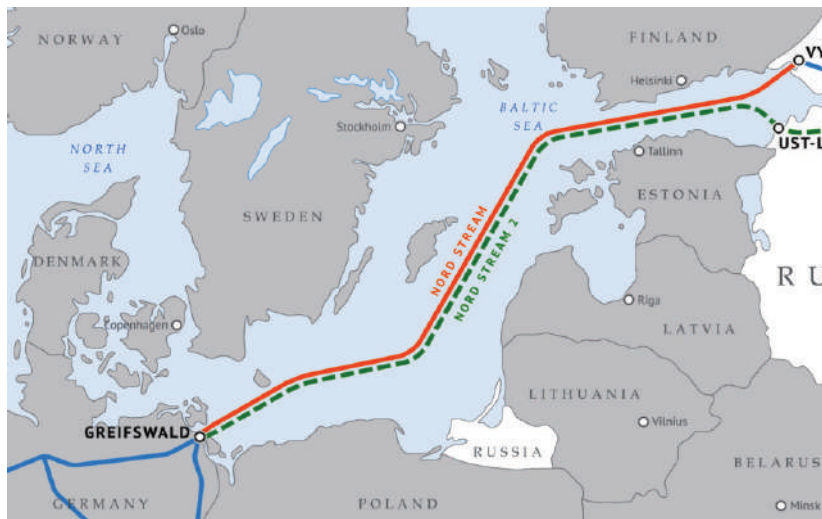 NORWAY
Oslo
FINLAND
VY
Helsinki
BALTIC
SEA
Stockholm
NORTH
SEA
Tallinn
UST-L
ESTONIA
SWEDEN
NORD STREAM
NORD STREAM 2
DENMARK
RU
Riga
Copenhagen
LATVIA
LITHUANIA
Vilnius
GREIFSWALD
RUSSIA
BELARUS
GERMANY
POLAND
Minsk